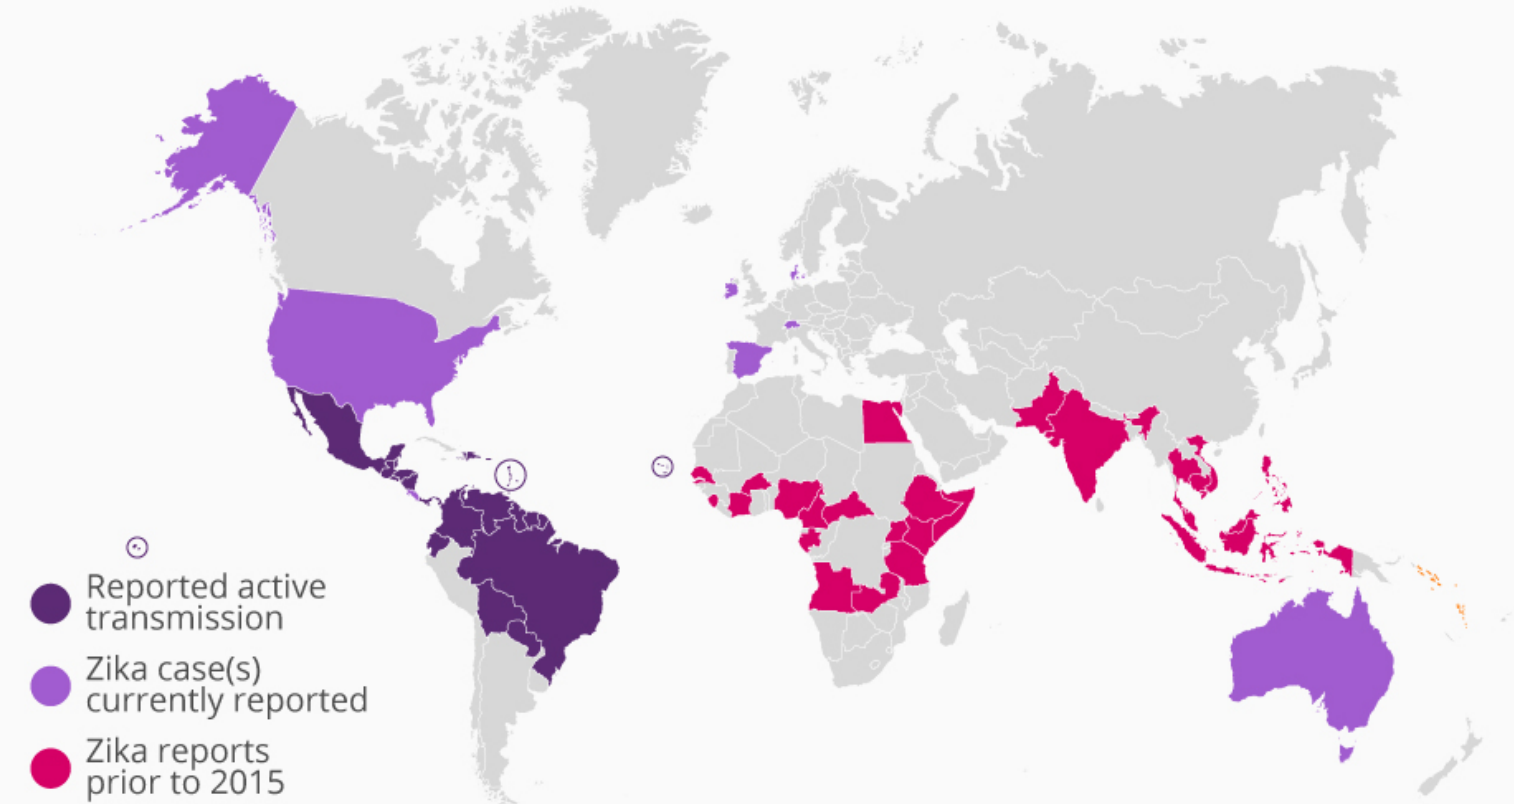 Reported active
transmission
Zika case(s)
currently reported
Zika reports
prior to 2015